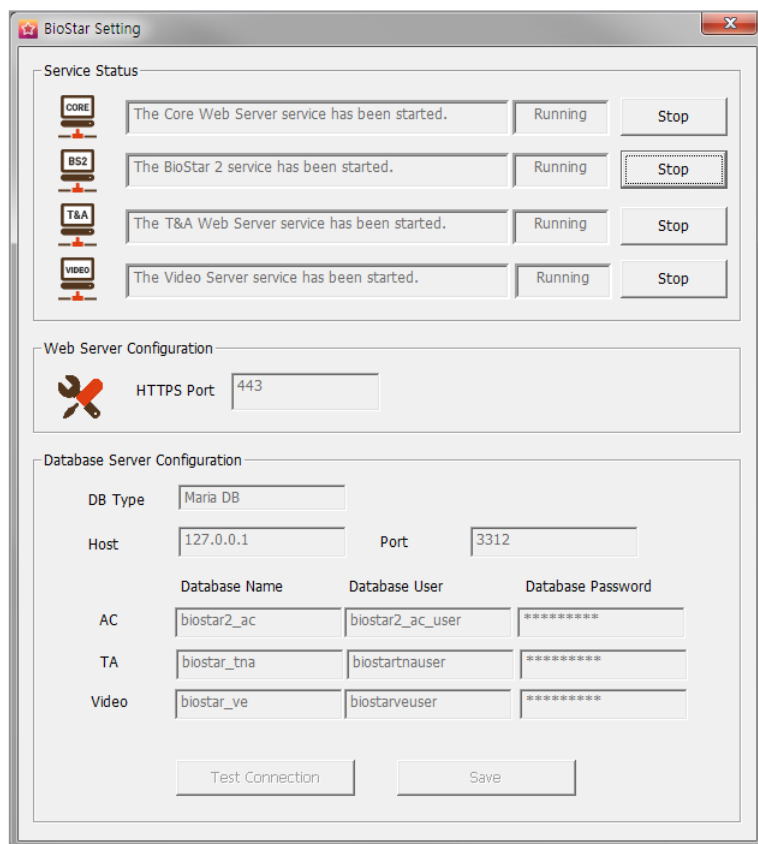 BioStar Setting
X
Service Status
CORE The Core Web Server service has been started. Running Stop
BS2 The BioStar 2 service has been started. Running Stop
T&A The T&A Web Server service has been started. Running Stop
VIDEO The Video Server service has been started. Running Stop
Web Server Configuration
HTTPS Port 443
Database Server Configuration
DB Type Maria DB
Host 127.0.0.1 Port 3312
Database Name Database User Database Password
AC biostar2_ac biostar2_ac_user *********
TA biostar_tna biostartnauser *********
Video biostar_ve biostarveuser *********
Test Connection Save